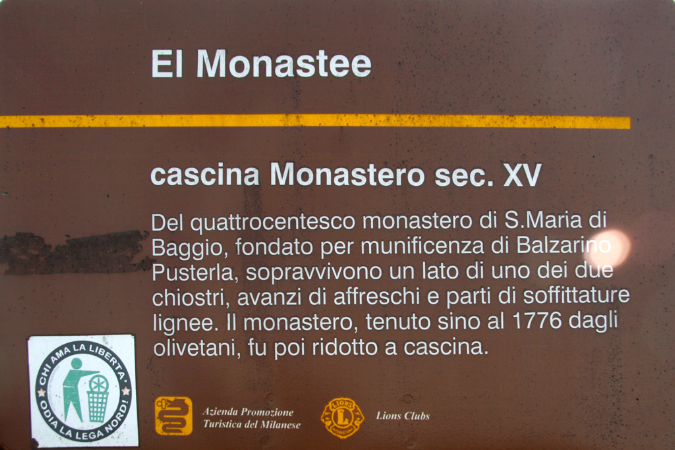 El Monastee
cascina Monastero sec. XV
Del quattrocentesco monastero di S.Maria di
Baggio, fondato per munificenza di Balzarino
Pusterla, sopravvivono un lato di uno dei due
chiostri, avanzi di affreschi e parti di soffittature
lignee. Il monastero, tenuto sino al 1776 dagli
olivetani, fu poi ridotto a cascina.
CHI AMA LA LIBERTA'
ODIA LA LEGA NORD!
Azienda Promozione
Turistica del Milanese
LIONS
L
Lions Clubs